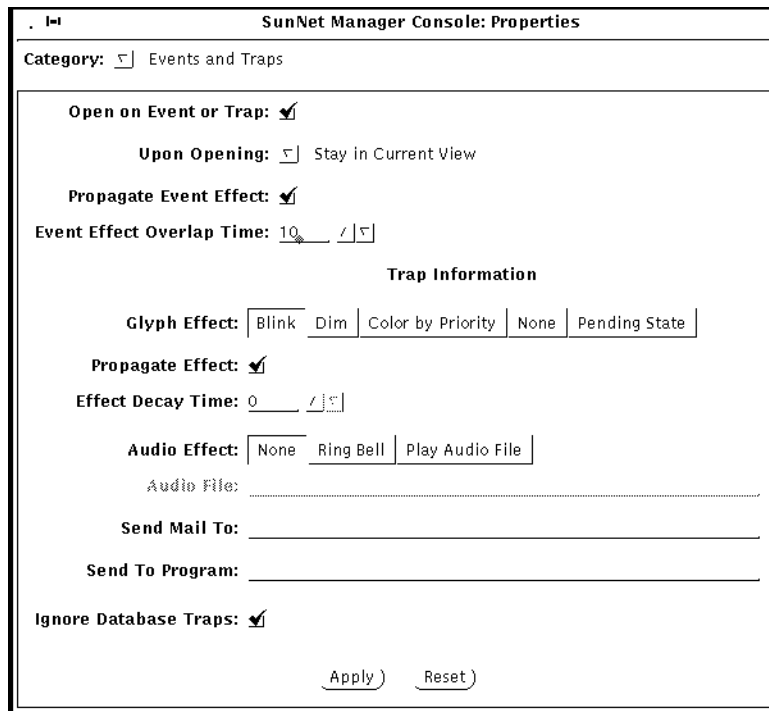 SunNet Manager Console: Properties
Category: Events and Traps
Open on Event or Trap:
Upon Opening: Stay in Current View
Propagate Event Effect:
Event Effect Overlap Time: 10
Trap Information
Glyph Effect: Blink Dim Color by Priority None Pending State
Propagate Effect:
Effect Decay Time: 0
Audio Effect: None Ring Bell Play Audio File
Audio File:
Send Mail To:
Send To Program:
Ignore Database Traps:
Apply Reset